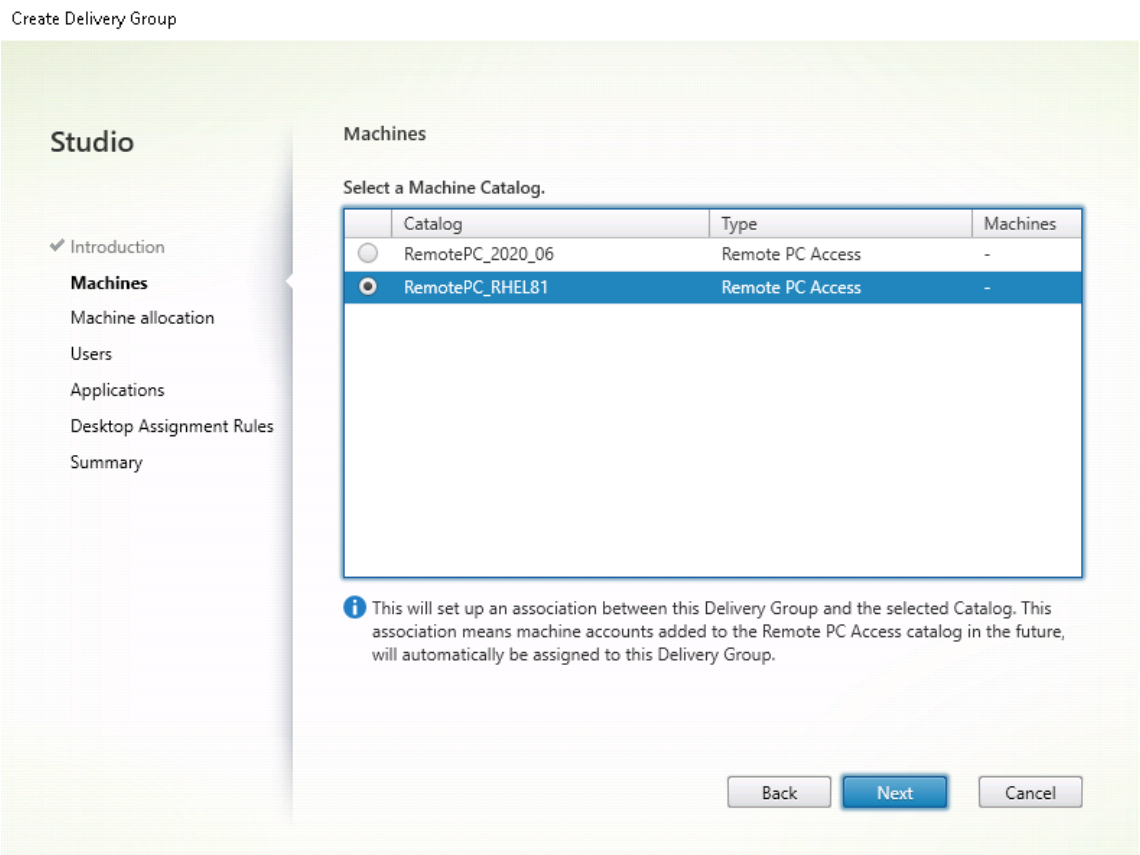 Create Delivery Group
Studio
Introduction
Machines
Machine allocation
Users
Applications
Desktop Assignment Rules
Summary
Machines
Select a Machine Catalog.
Catalog Type Machines
RemotePC_2020_06 Remote PC Access -
RemotePC_RHEL81 Remote PC Access -
This will set up an association between this Delivery Group and the selected Catalog. This
association means machine accounts added to the Remote PC Access catalog in the future,
will automatically be assigned to this Delivery Group.
Back Next Cancel